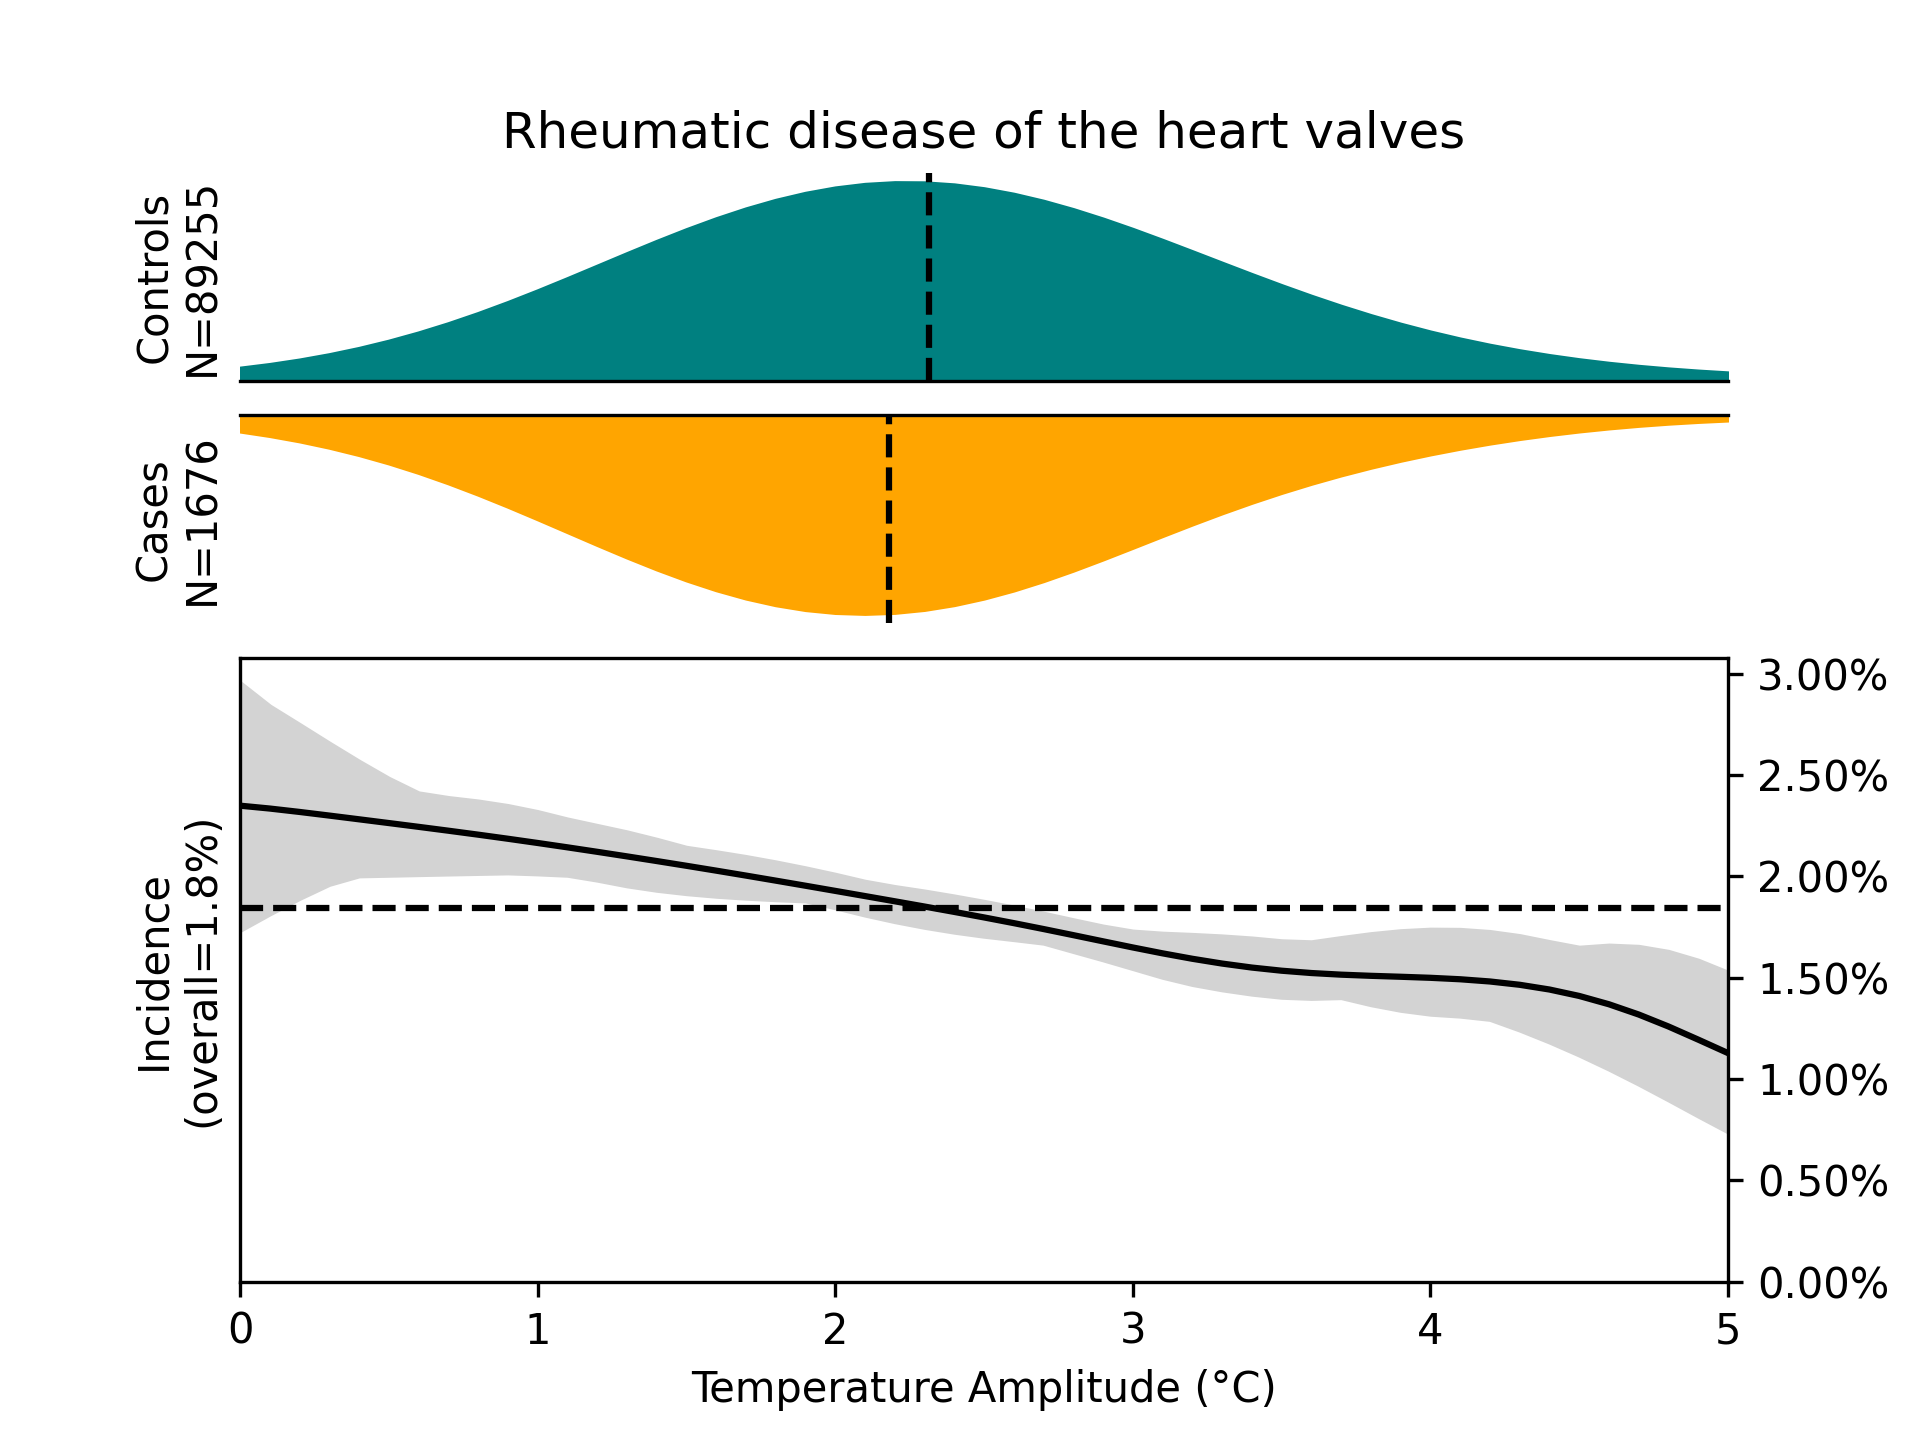 Rheumatic disease of the heart valves
Controls
N=89255
Cases
N=1676
Incidence
(overall=1.8%)
3.00%
2.50%
2.00%
1.50%
1.00%
0.50%
0.00%
0 1 2 3 4 5
Temperature Amplitude (°C)